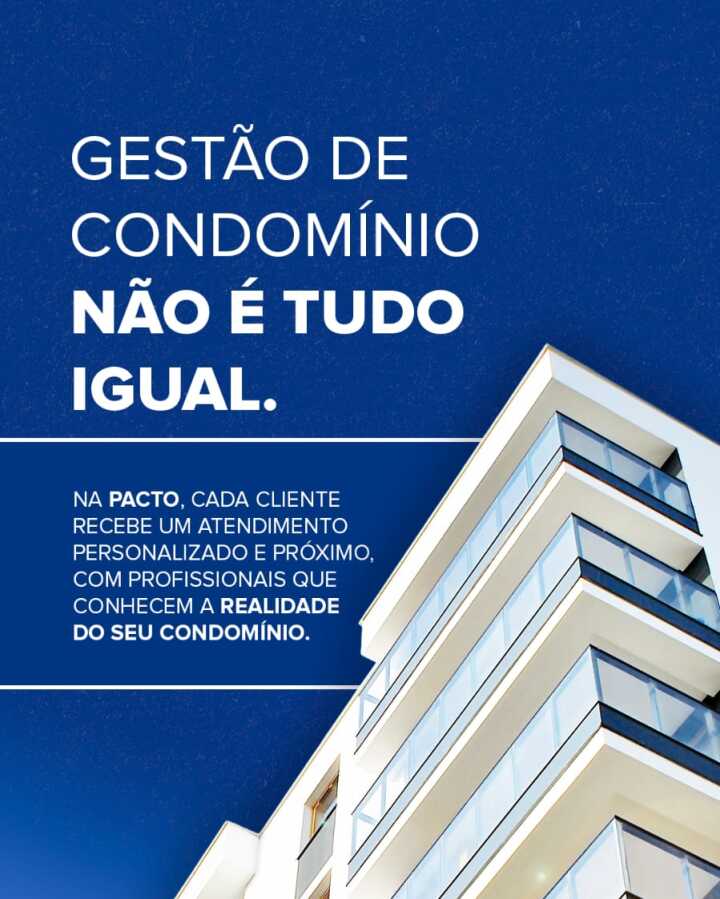 GESTÃO DE
CONDOMÍNIO
NÃO É TUDO
IGUAL.
NA PACTO, CADA CLIENTE
RECEBE UM ATENDIMENTO
PERSONALIZADO E PRÓXIMO,
COM PROFISSIONAIS QUE
CONHECEM A REALIDADE
DO SEU CONDOMÍNIO.